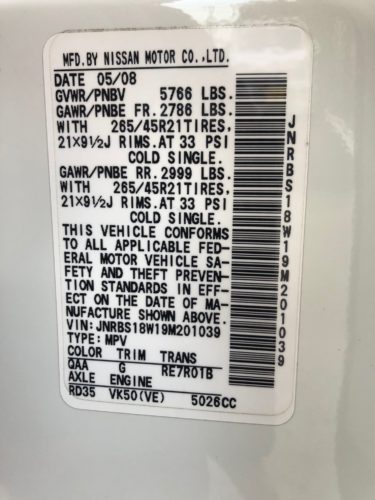 MFD.BY NISSAN MOTOR CO.,LTD.
DATE 05/08
GVWR/PNBV 5766 LBS.
GAWR/PNBE FR. 2786 LBS.
WITH 265/45R21TIRES,
21×9½J RIMS.AT 33 PSI
COLD SINGLE.
GAWR/PNBE RR. 2999 LBS.
WITH 265/45R21TIRES,
21×9½J RIMS.AT 33 PSI
COLD SINGLE.
THIS VEHICLE CONFORMS
TO ALL APPLICABLE FED-
ERAL MOTOR VEHICLE SA-
FETY AND THEFT PREVEN-
TION STANDARDS IN EFF-
ECT ON THE DATE OF MA-
NUFACTURE SHOWN ABOVE.
VIN:JNRBS18W19M201039
TYPE: MPV
COLOR TRIM TRANS
QAA G RE7R01B
AXLE ENGINE
RD35 VK50(VE) 5026CC
JNRBS18W19M201039